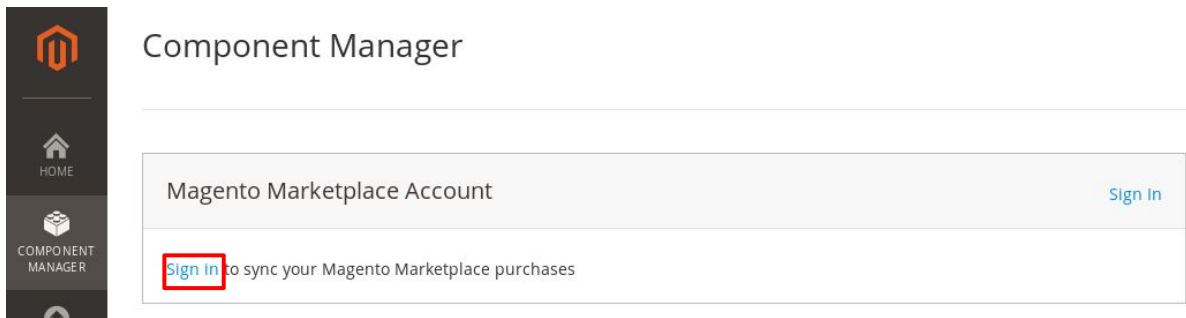 Component Manager
HOME
Magento Marketplace Account
Sign In
COMPONENT
MANAGER
Sign in to sync your Magento Marketplace purchases